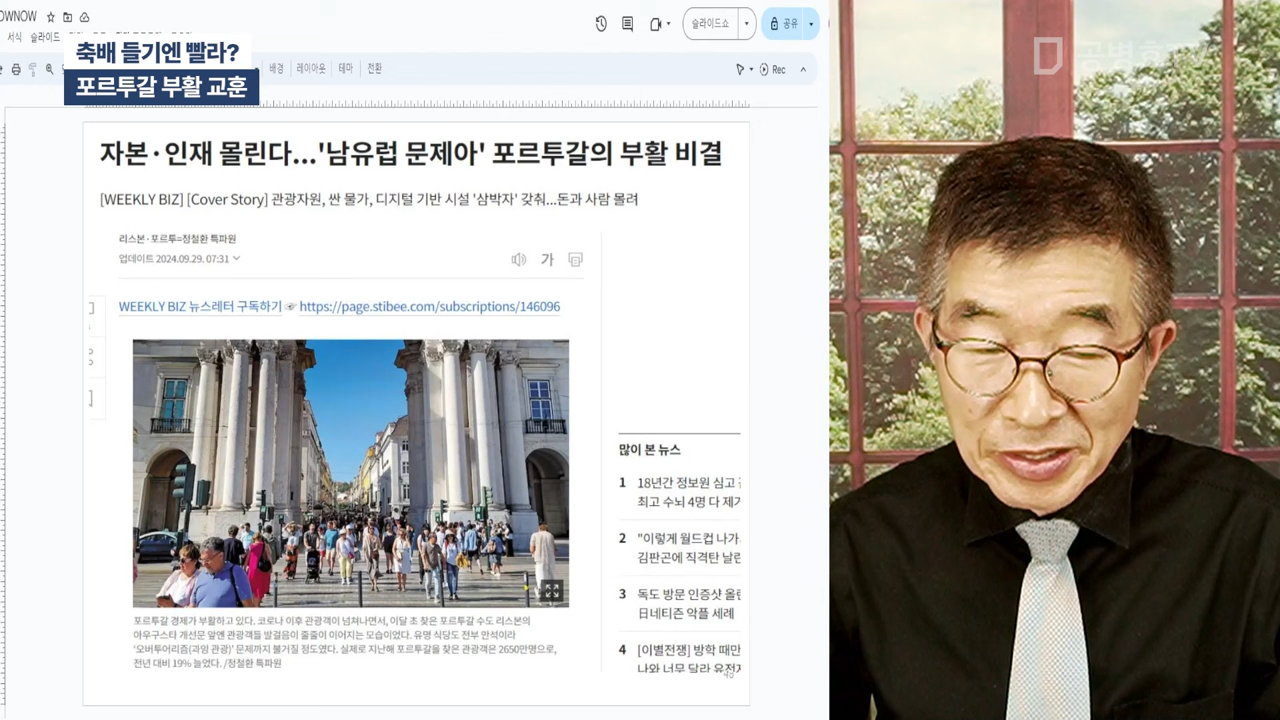 OWNOW
슬라이드쇼
공유
서식 슬라이드
축배 들기엔 빨라?
포르투갈 부활 교훈
배경 레이아웃 테마 전환
Rec
공병호
자본·인재 몰린다...'남유럽 문제아' 포르투갈의 부활 비결
[WEEKLY BIZ] [Cover Story] 관광자원, 싼 물가, 디지털 기반 시설 '삼박자' 갖춰...돈과 사람 몰려
리스본·포르투=정철환 특파원
업데이트 2024.09.29. 07:31
가
WEEKLY BIZ 뉴스레터 구독하기 ☞ https://page.stibee.com/subscriptions/146096
포르투갈 경제가 부활하고 있다. 코로나 이후 관광객이 넘쳐나면서, 이달 초 찾은 포르투갈 수도 리스본의
아우구스타 개선문 앞엔 관광객들 발걸음이 줄줄이 이어지는 모습이었다. 유명 식당도 전부 만석이라
'오버투어리즘(과잉 관광)' 문제까지 불거질 정도였다. 실제로 지난해 포르투갈을 찾은 관광객은 2650만명으로,
전년 대비 19% 늘었다. /정철환 특파원
많이 본 뉴스
1 18년간 정보원 심고
최고 수뇌 4명 다 제거
2 "이렇게 월드컵 나가
김판곤에 직격탄 날린
3 독도 방문 인증샷 올린
日네티즌 악플 세례
4 [이별전쟁] 방학 때만
나와 너무 달라 유전자